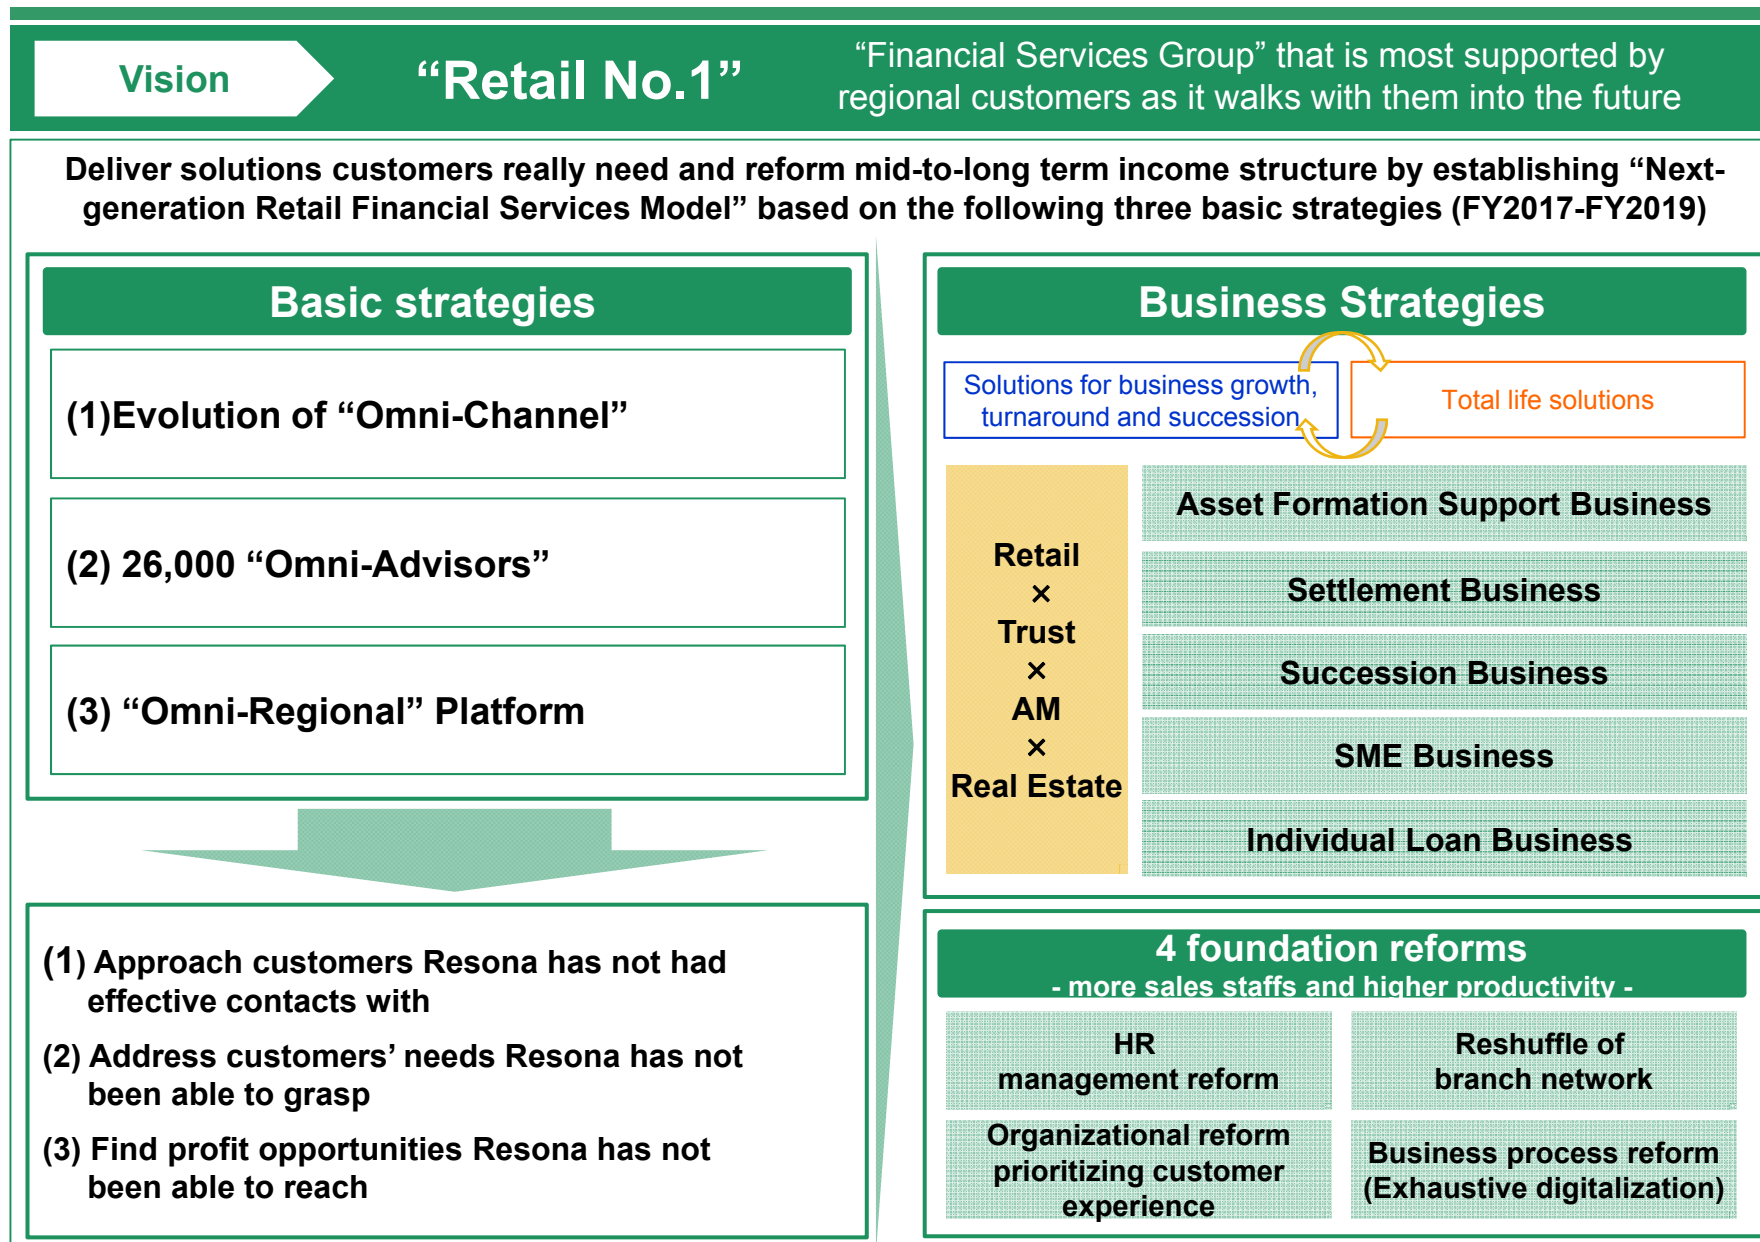 Vision
“Retail No.1”
“Financial Services Group” that is most supported by
regional customers as it walks with them into the future
Deliver solutions customers really need and reform mid-to-long term income structure by establishing “Next-
generation Retail Financial Services Model” based on the following three basic strategies (FY2017-FY2019)
Basic strategies
(1)Evolution of “Omni-Channel”
(2) 26,000 “Omni-Advisors”
(3) “Omni-Regional” Platform
(1) Approach customers Resona has not had
effective contacts with
(2) Address customers’ needs Resona has not
been able to grasp
(3) Find profit opportunities Resona has not
been able to reach
Business Strategies
Solutions for business growth,
turnaround and succession
Total life solutions
Retail
×
Trust
×
AM
×
Real Estate
Asset Formation Support Business
Settlement Business
Succession Business
SME Business
Individual Loan Business
4 foundation reforms
- more sales staffs and higher productivity -
HR
management reform
Reshuffle of
branch network
Organizational reform
prioritizing customer
experience
Business process reform
(Exhaustive digitalization)